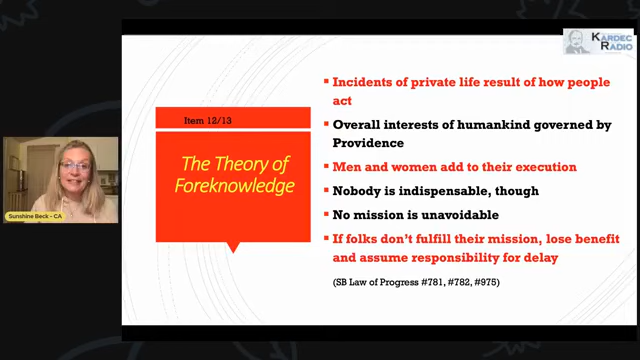 KARDEC
RADIO
Item 12/13
The Theory of
Foreknowledge
Incidents of private life result of how people
act
Overall interests of humankind governed by
Providence
Men and women add to their execution
Nobody is indispensable, though
No mission is unavoidable
If folks don't fulfill their mission, lose benefit
and assume responsibility for delay
(SB Law of Progress #781, #782, #975)
Sunshine Beck - CA